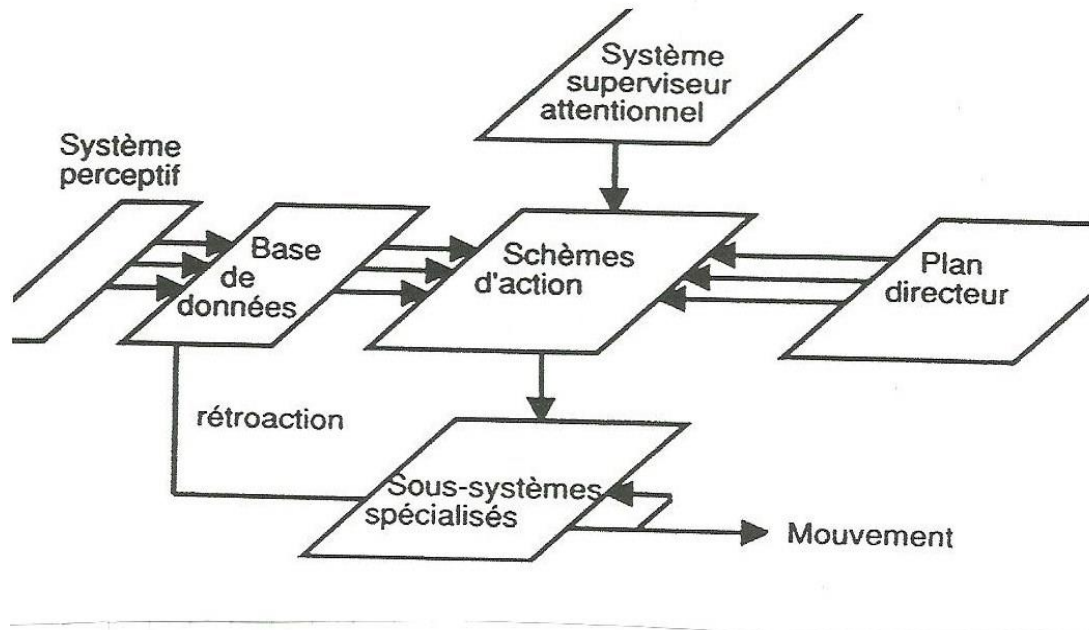 Système
superviseur
attentionnel
Système
perceptif
Base
de
données
Schèmes
d'action
Plan
directeur
rétroaction
Sous-systèmes
spécialisés
Mouvement